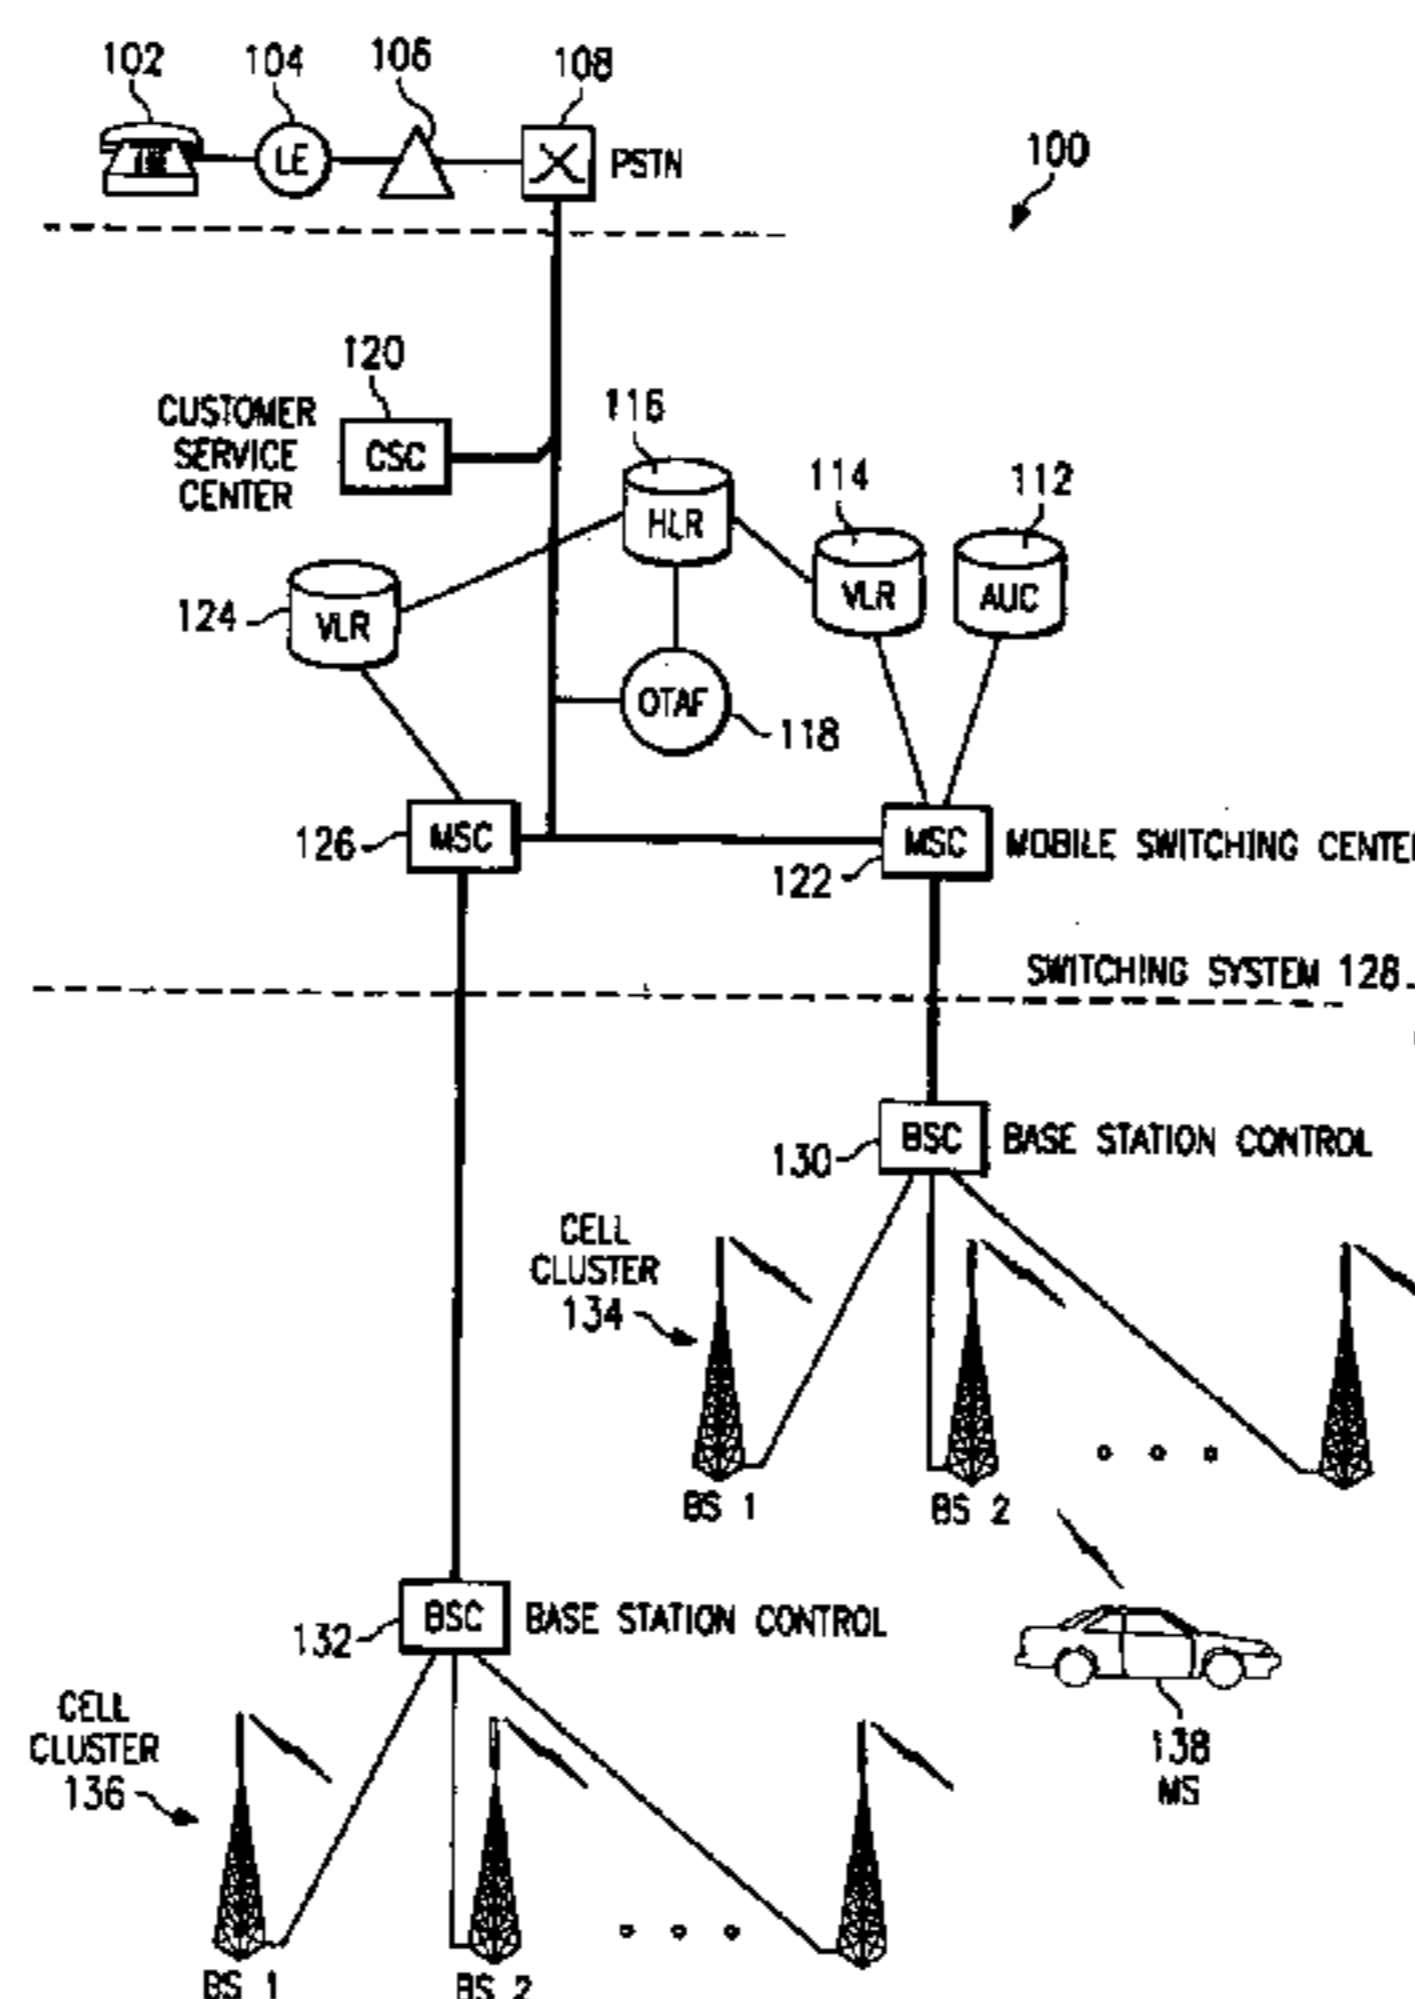 102
104
106
108
LE
PSTN
100
120
CUSTOMER
SERVICE
CENTER
CSC
116
HLR
114
VLR
112
AUC
124
VLR
OTAF
118
126
MSC
122
MSC
MOBILE SWITCHING CENTE
SWITCHING SYSTEM 128
130
BSC
BASE STATION CONTROL
CELL
CLUSTER
134
BS 1
BS 2
132
BSC
BASE STATION CONTROL
138
MS
CELL
CLUSTER
136
BS 1
BS 2